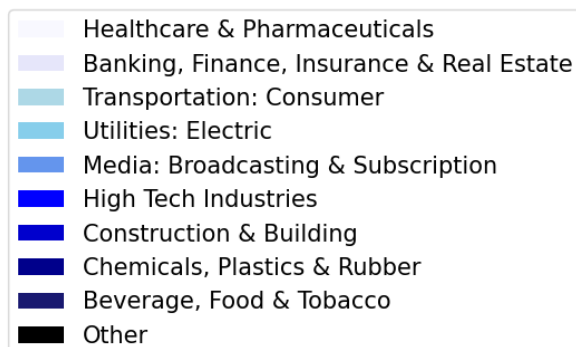 Healthcare & Pharmaceuticals
Banking, Finance, Insurance & Real Estate
Transportation: Consumer
Utilities: Electric
Media: Broadcasting & Subscription
High Tech Industries
Construction & Building
Chemicals, Plastics & Rubber
Beverage, Food & Tobacco
Other